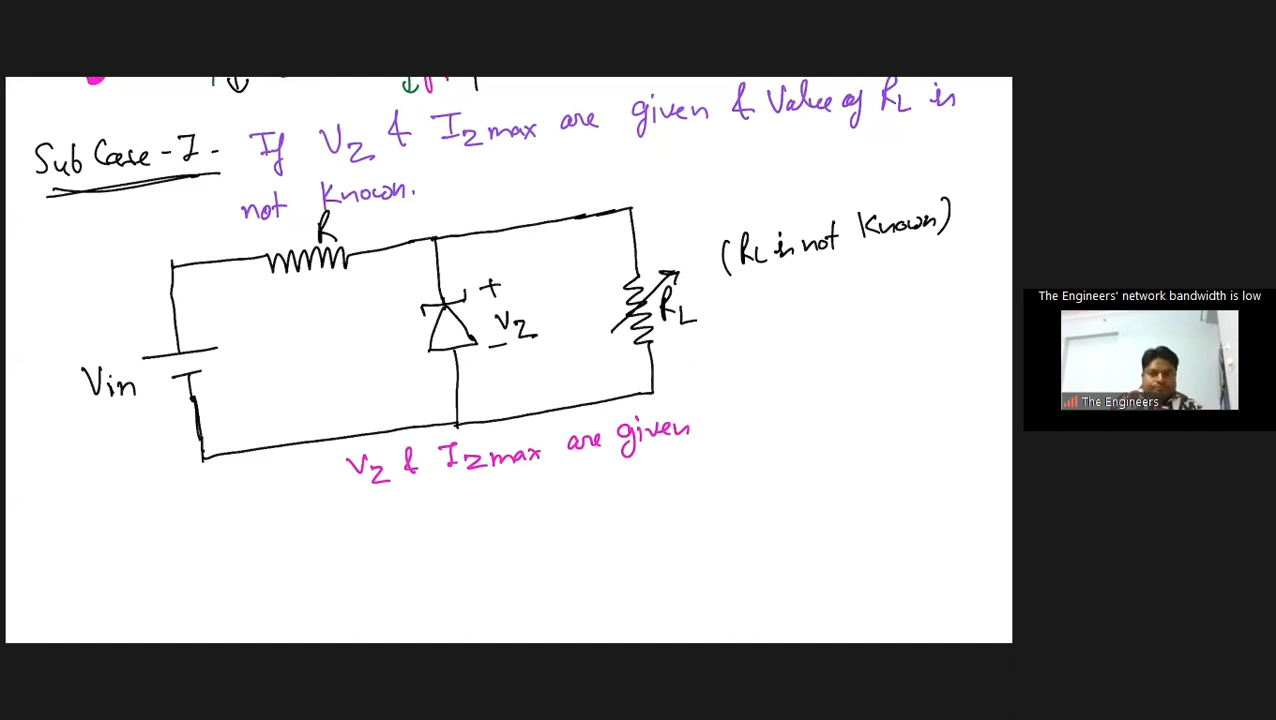 Sub Case - I - If Vz & Izmax are given & Value of RL is
not Known.
R
(RL is not Known)
+
Vz
-
RL
Vin
Vz & Izmax are given
The Engineers' network bandwidth is low
The Engineers